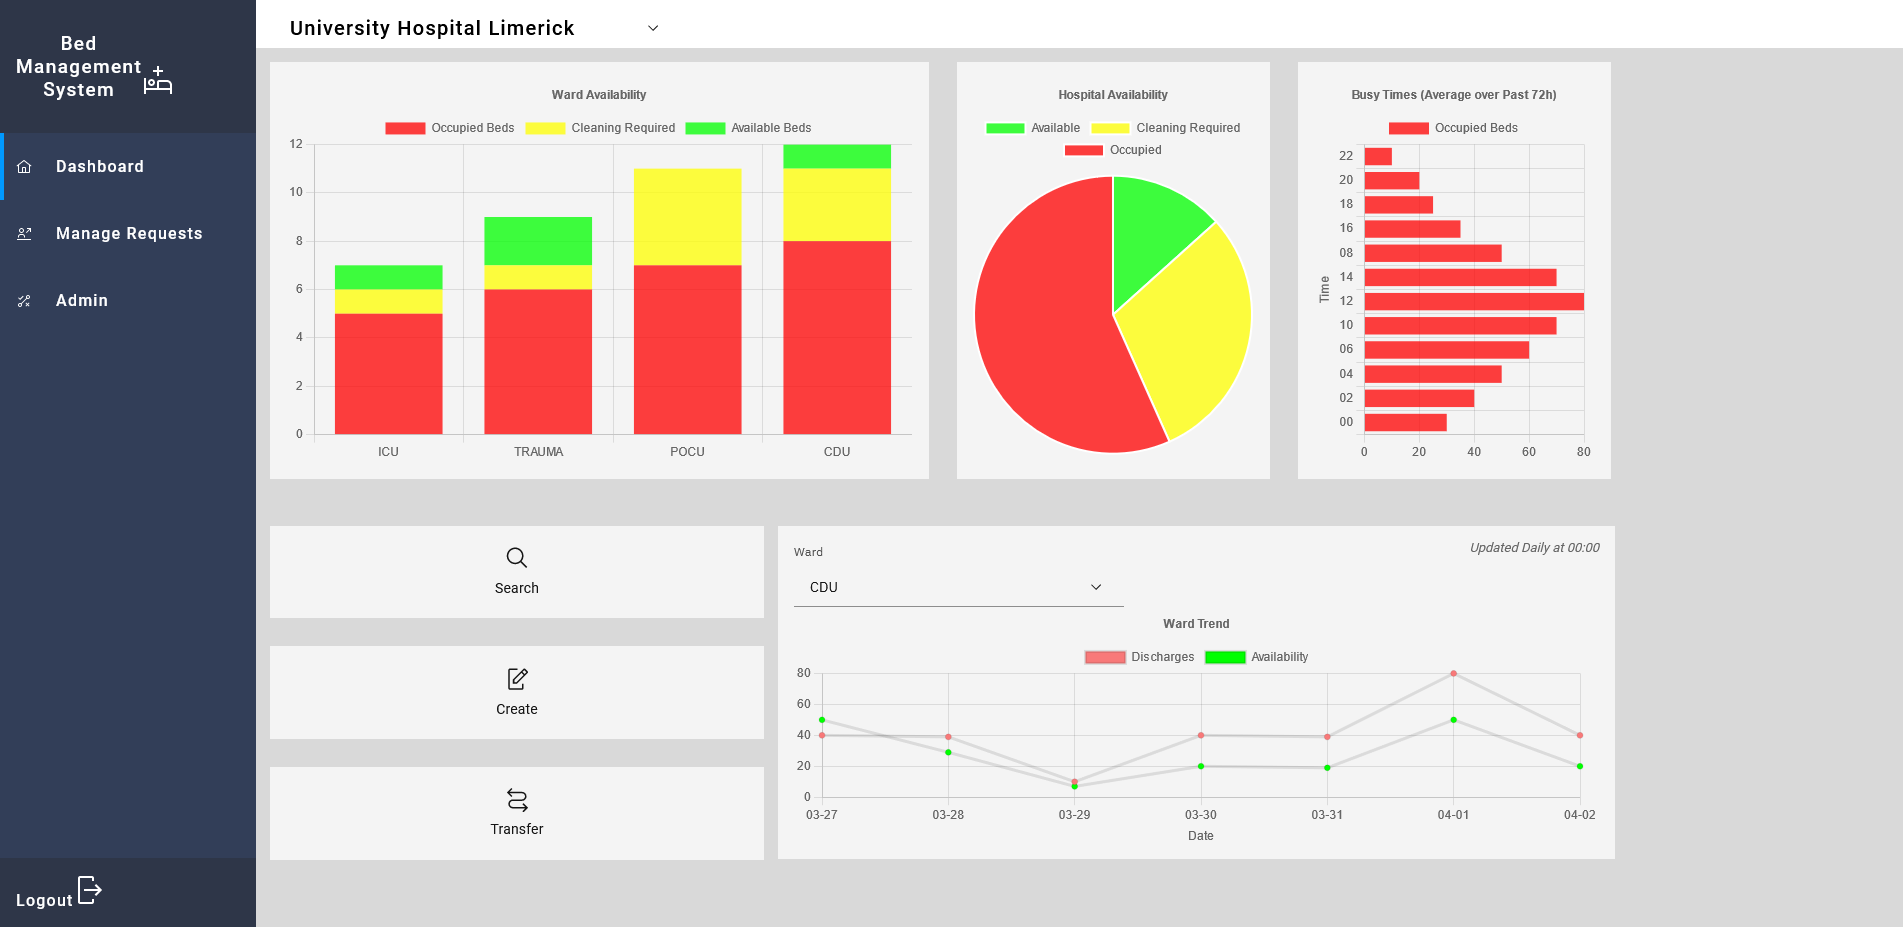 Bed
Management
System
Dashboard
Manage Requests
Admin
Logout
University Hospital Limerick
Ward Availability
Occupied Beds Cleaning Required Available Beds
12
10
8
6
4
2
0
ICU TRAUMA POCU CDU
Hospital Availability
Available Cleaning Required
Occupied
Busy Times (Average over Past 72h)
Occupied Beds
Time
22
20
18
16
08
14
12
10
06
04
02
00
0 20 40 60 80
Search
Create
Transfer
Ward
Updated Daily at 00:00
CDU
Ward Trend
Discharges Availability
80
60
40
20
0
03-27 03-28 03-29 03-30 03-31 04-01 04-02
Date